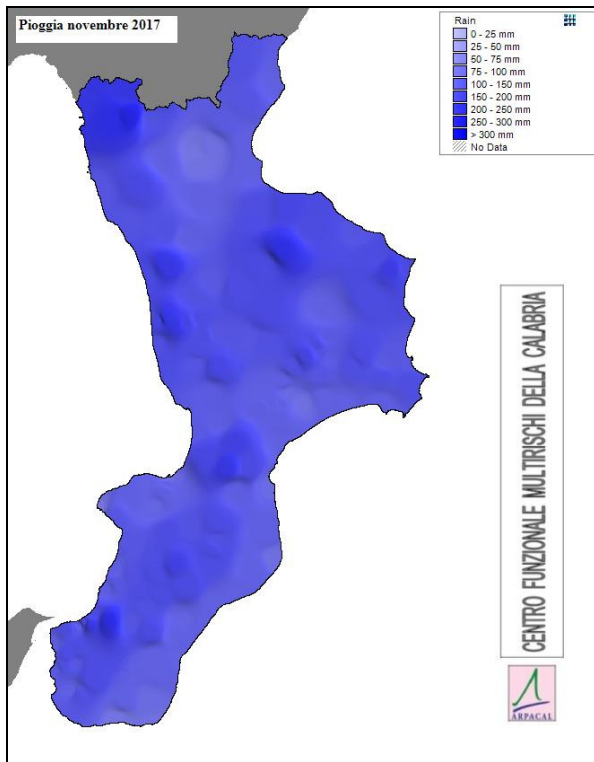 Pioggia novembre 2017
Rain
0 - 25 mm
25 - 50 mm
50 - 75 mm
75 - 100 mm
100 - 150 mm
150 - 200 mm
200 - 250 mm
250 - 300 mm
> 300 mm
No Data
CENTRO FUNZIONALE MULTIRISCHI DELLA CALABRIA
ARPACAL